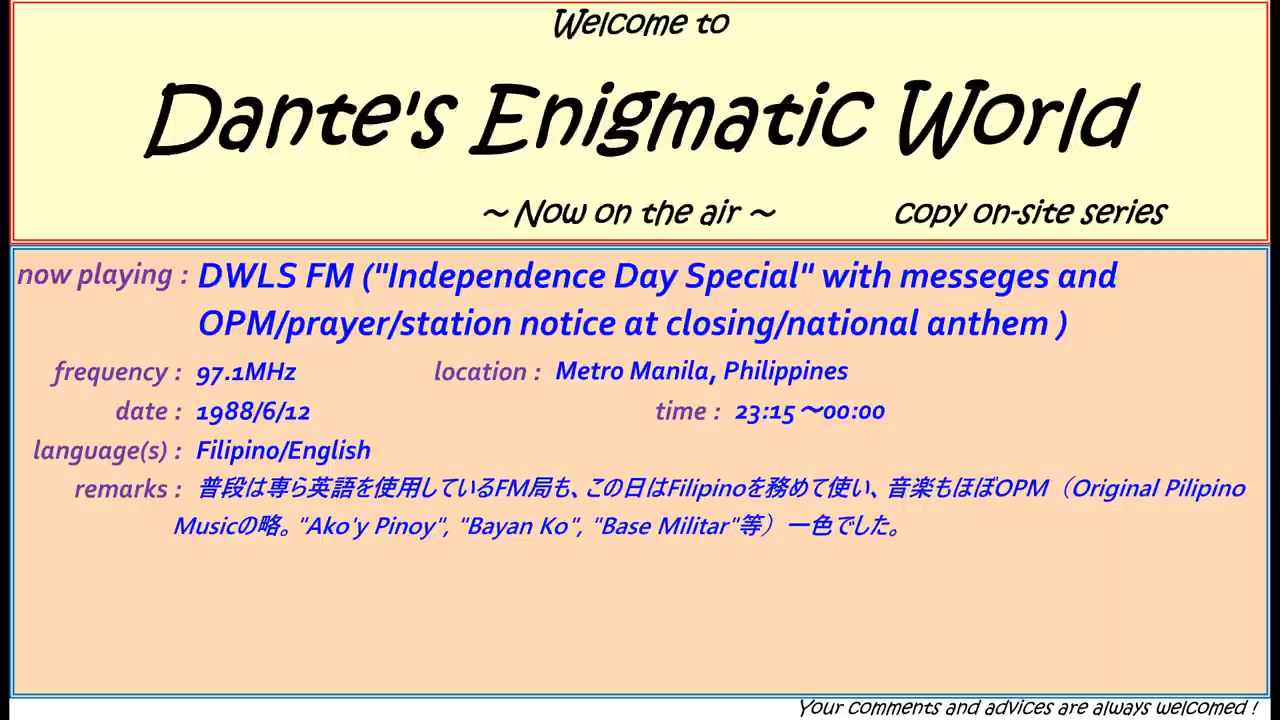 Welcome to
Dante's Enigmatic World
～ Now on the air ～ copy on-site series
now playing : DWLS FM ("Independence Day Special" with messeges and
OPM/prayer/station notice at closing/national anthem )
frequency : 97.1MHz location : Metro Manila, Philippines
date : 1988/6/12 time : 23:15～00:00
language(s) : Filipino/English
remarks : 普段は専ら英語を使用しているFM局も、この日はFilipinoを務めて使い、音楽もほぼOPM（Original Pilipino
Musicの略。"Ako'y Pinoy", "Bayan Ko", "Base Militar"等）一色でした。
Your comments and advices are always welcomed !